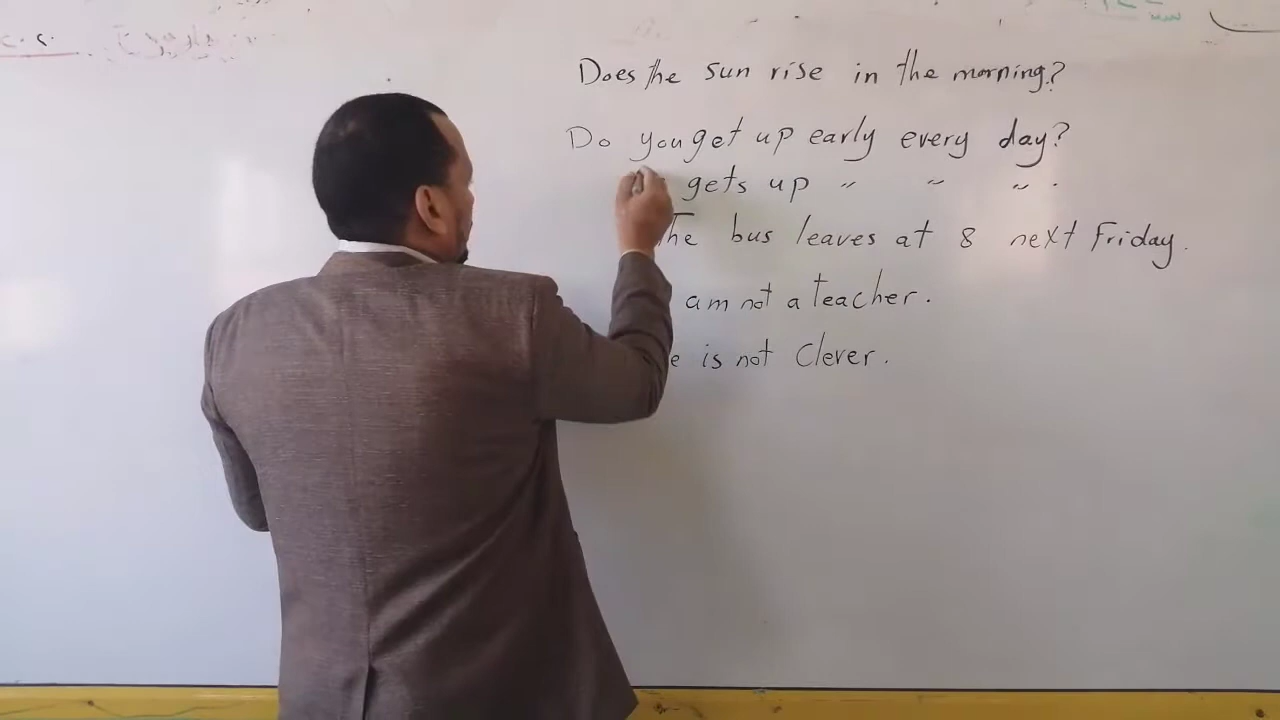 Does the sun rise in the morning?
Do you get up early every day?
gets up " " " .
The bus leaves at 8 next Friday.
am not a teacher.
is not Clever.